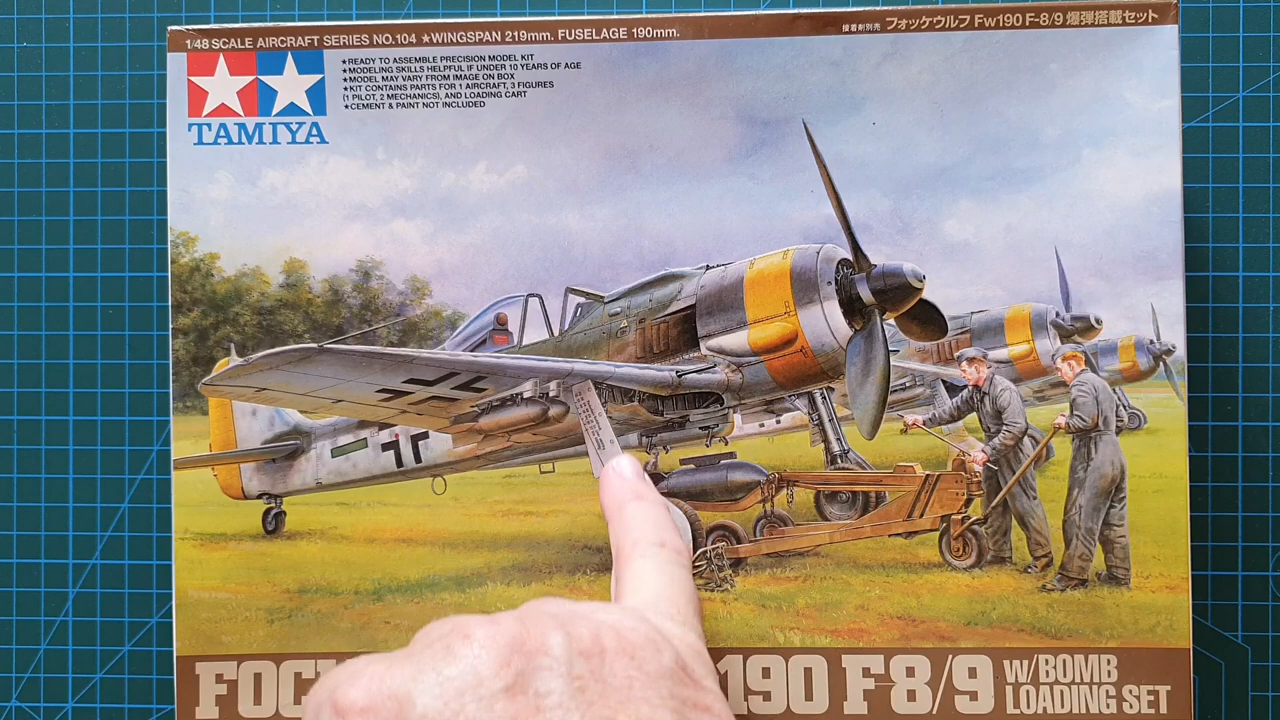 1/48 SCALE AIRCRAFT SERIES NO.104 ★WINGSPAN 219mm. FUSELAGE 190mm.
接着剤別売 フォッケウルフ Fw190 F-8/9 爆弾搭載セット
TAMIYA
★READY TO ASSEMBLE PRECISION MODEL KIT
★MODELING SKILLS HELPFUL IF UNDER 10 YEARS OF AGE
★MODEL MAY VARY FROM IMAGE ON BOX
★KIT CONTAINS PARTS FOR 1 AIRCRAFT, 3 FIGURES
(1 PILOT, 2 MECHANICS), AND LOADING CART
★CEMENT & PAINT NOT INCLUDED
FOC 190 F8/9 W/BOMB
LOADING SET